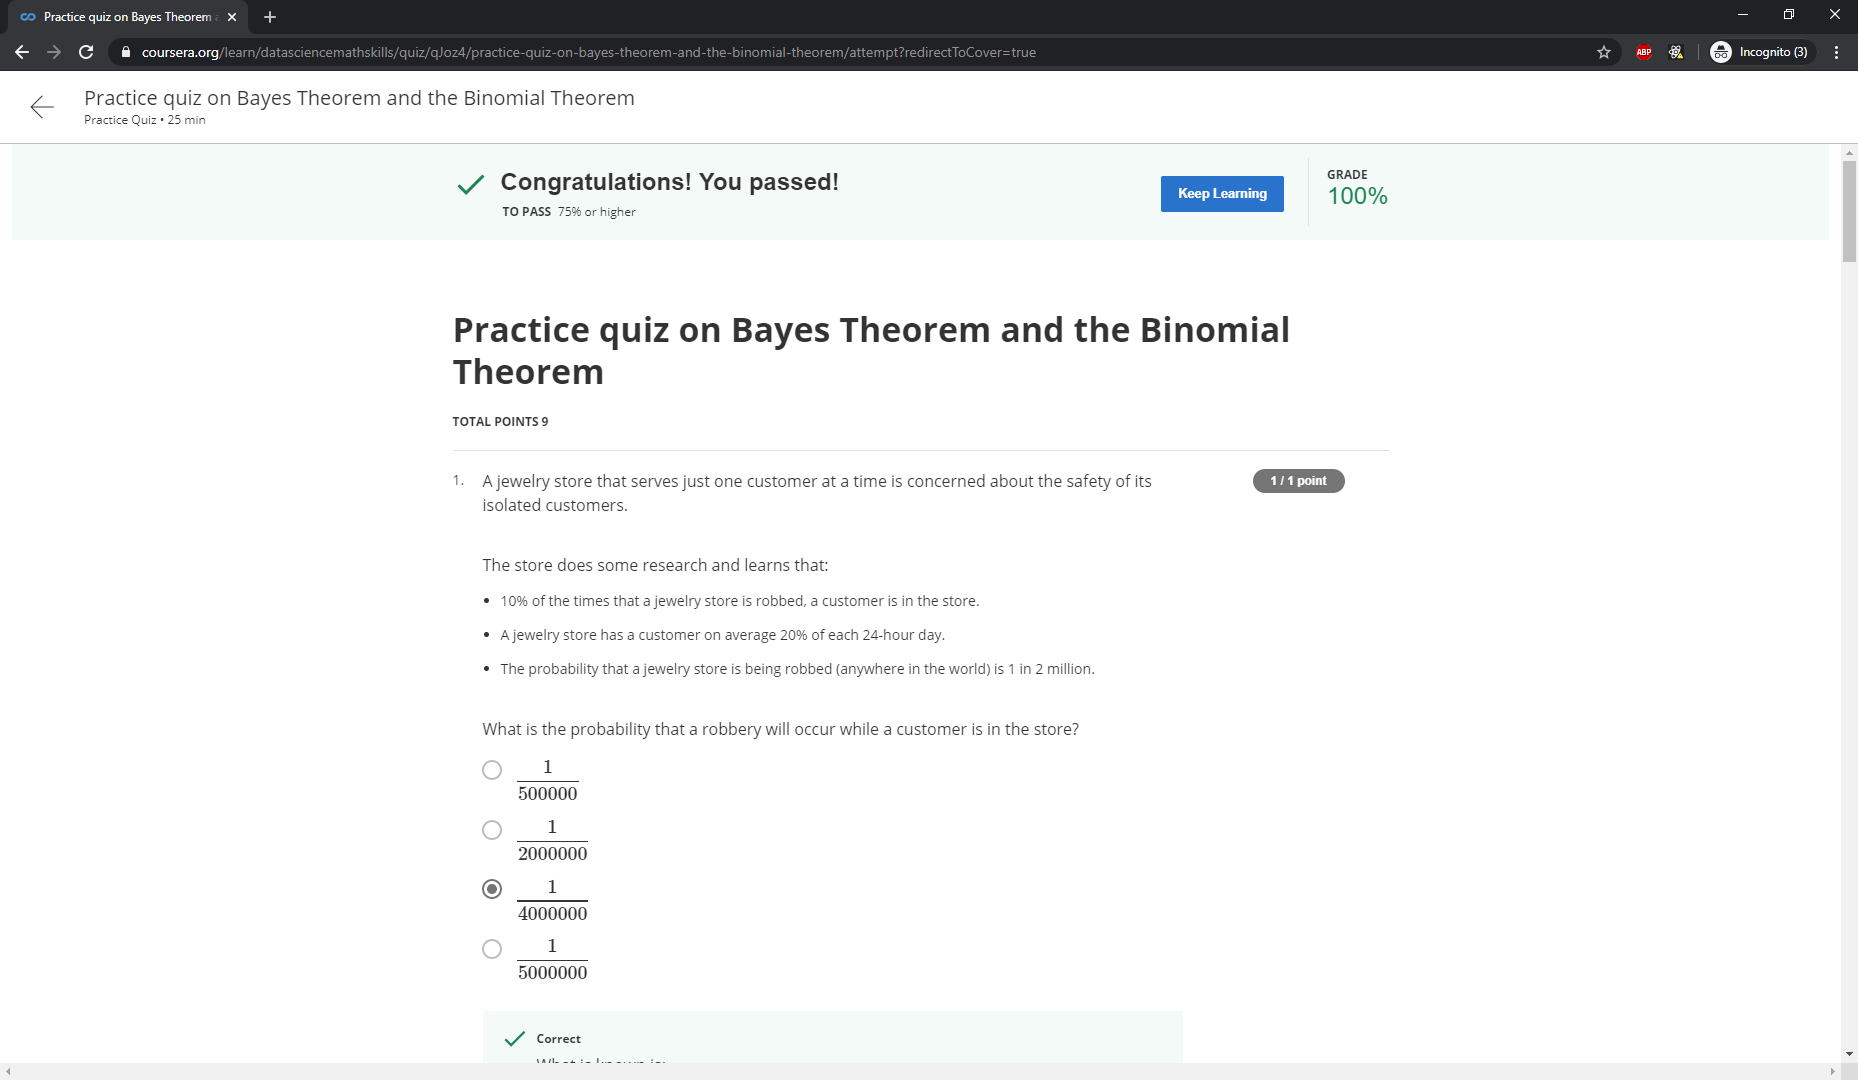 Practice quiz on Bayes Theorem a
coursera.org/learn/datasciencemathskills/quiz/qJoz4/practice-quiz-on-bayes-theorem-and-the-binomial-theorem/attempt?redirectToCover=true
ABP
Incognito (3)
Practice quiz on Bayes Theorem and the Binomial Theorem
Practice Quiz • 25 min
Congratulations! You passed!
TO PASS 75% or higher
Keep Learning
GRADE
100%
Practice quiz on Bayes Theorem and the Binomial
Theorem
TOTAL POINTS 9
1. A jewelry store that serves just one customer at a time is concerned about the safety of its
isolated customers.
1 / 1 point
The store does some research and learns that:
• 10% of the times that a jewelry store is robbed, a customer is in the store.
• A jewelry store has a customer on average 20% of each 24-hour day.
• The probability that a jewelry store is being robbed (anywhere in the world) is 1 in 2 million.
What is the probability that a robbery will occur while a customer is in the store?
1
500000
1
2000000
1
4000000
1
5000000
Correct
What is known is: